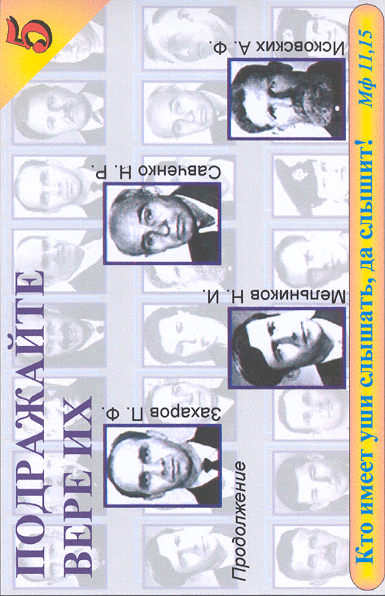 5
ПОДРАЖАЙТЕ
ВЕРЕ ИХ
Захаров П. Ф.
Мельников Н. И.
Савченко Н. Р.
Исковских А. Ф.
Продолжение
Кто имеет уши слышать, да слышит! Мф 11,15